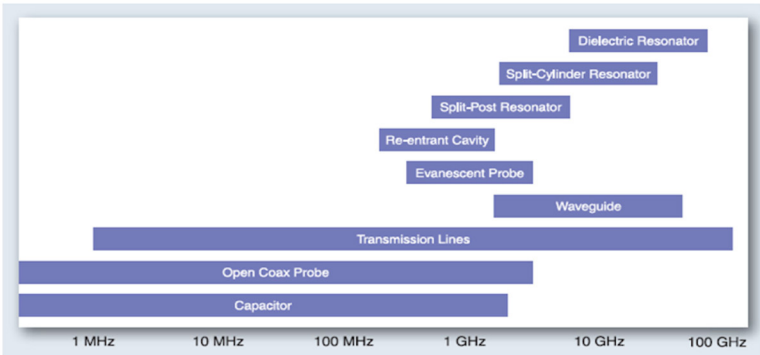 Dielectric Resonator
Split-Cylinder Resonator
Split-Post Resonator
Re-entrant Cavity
Evanescent Probe
Waveguide
Transmission Lines
Open Coax Probe
Capacitor
1 MHz 10 MHz 100 MHz 1 GHz 10 GHz 100 GHz